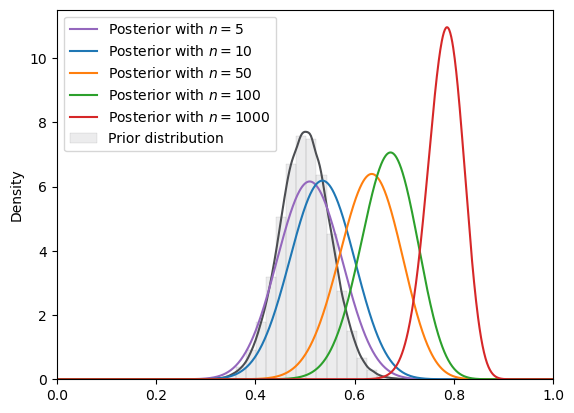 Posterior with n = 5
Posterior with n = 10
Posterior with n = 50
Posterior with n = 100
Posterior with n = 1000
Prior distribution
Density
10
8
6
4
2
0
0.0 0.2 0.4 0.6 0.8 1.0